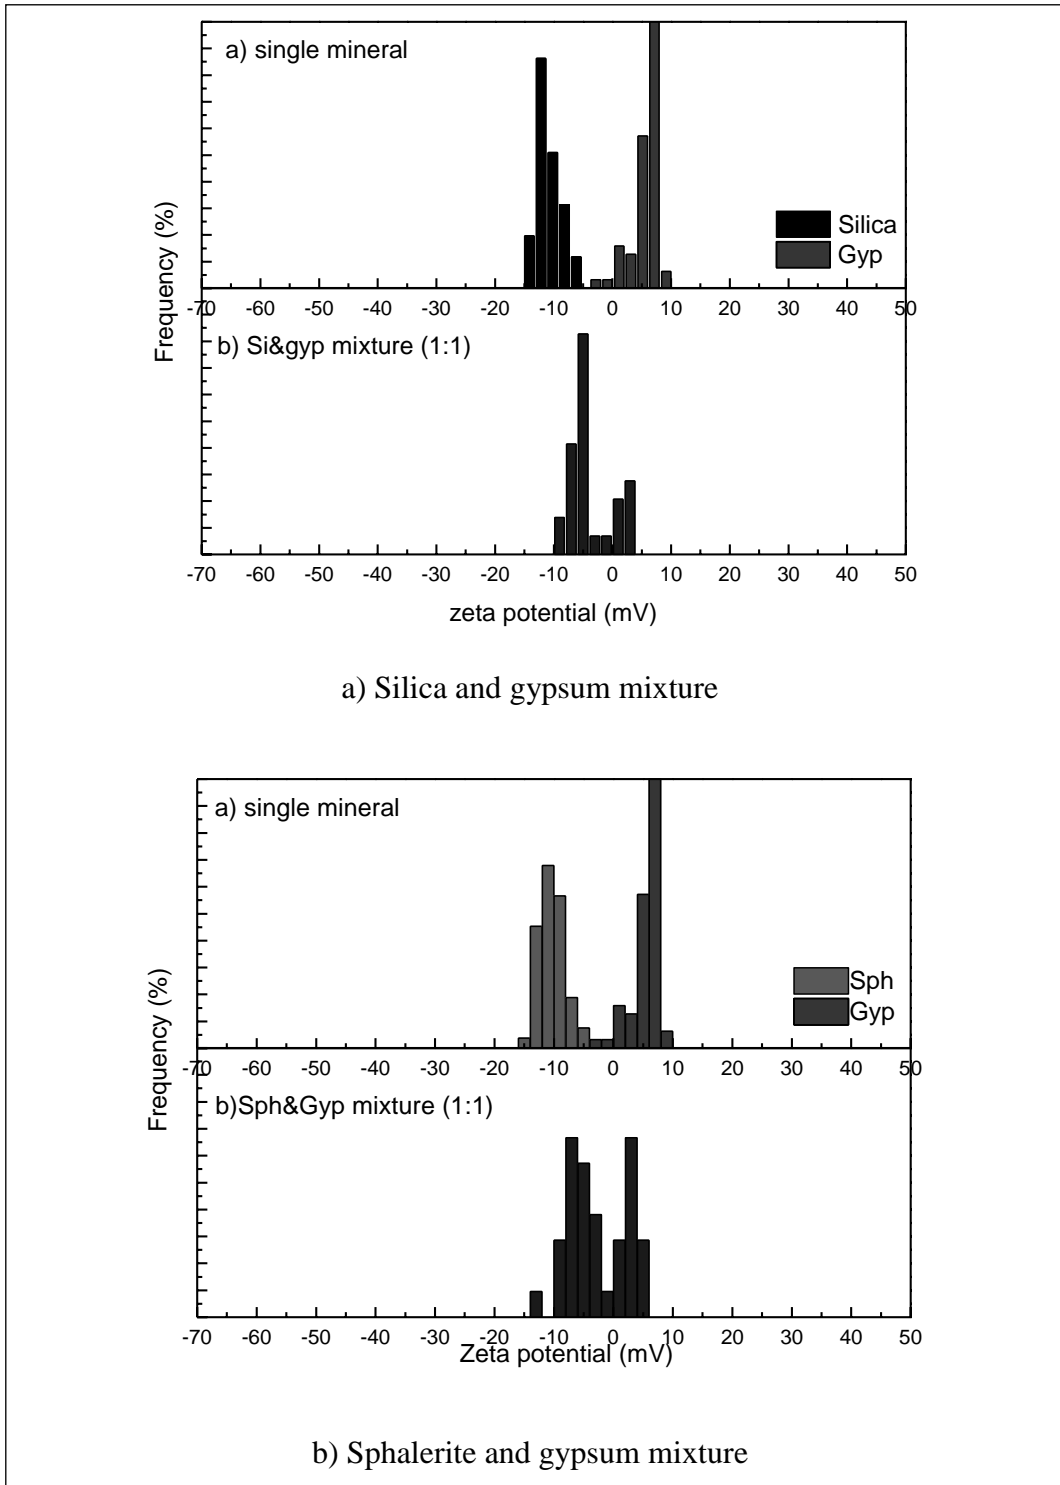 a) single mineral
Silica
Gyp
Frequency (%)
-70 -60 -50 -40 -30 -20 -10 0 10 20 30 40 50
b) Si&gyp mixture (1:1)
-70 -60 -50 -40 -30 -20 -10 0 10 20 30 40 50
zeta potential (mV)
a) Silica and gypsum mixture
a) single mineral
Sph
Gyp
Frequency (%)
-70 -60 -50 -40 -30 -20 -10 0 10 20 30 40 50
b)Sph&Gyp mixture (1:1)
-70 -60 -50 -40 -30 -20 -10 0 10 20 30 40 50
Zeta potential (mV)
b) Sphalerite and gypsum mixture